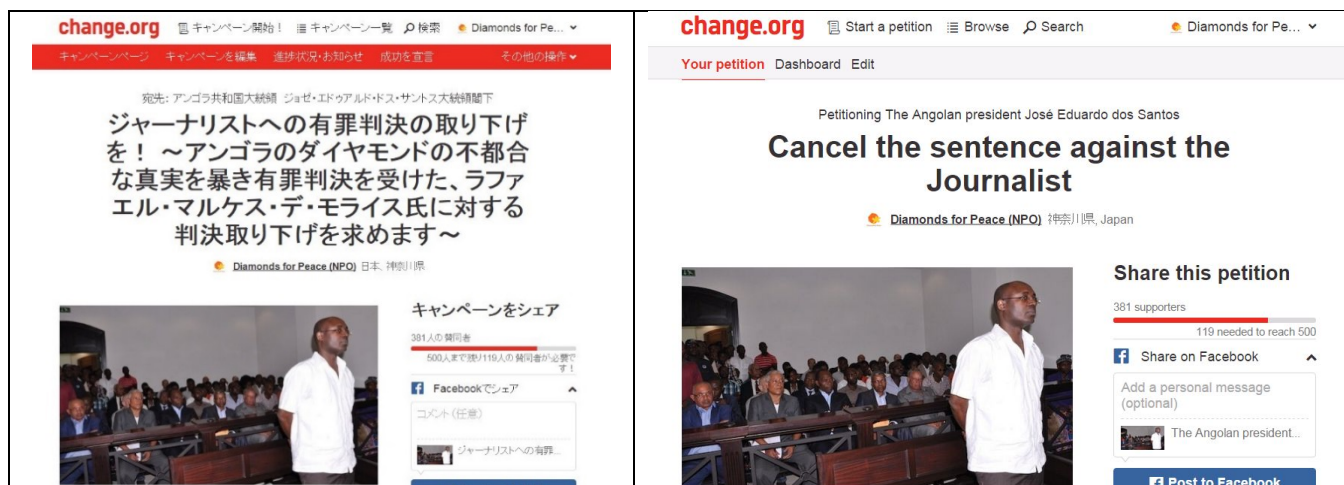 change.org キャンペーン開始！ キャンペーン一覧 検索 Diamonds for Pe...
キャンペーンページ キャンペーンを編集 進捗状況・お知らせ 成功を宣言 その他の操作
宛先: アンゴラ共和国大統領 ジョゼ・エドゥアルド・ドス・サントス大統領閣下
ジャーナリストへの有罪判決の取り下げ
を！ ～アンゴラのダイヤモンドの不都合
な真実を暴き有罪判決を受けた、ラファ
エル・マルケス・デ・モライス氏に対する
判決取り下げを求めます～
Diamonds for Peace (NPO) 日本, 神奈川県
キャンペーンをシェア
381人の賛同者
500人まで残り119人の賛同者が必要で
す！
Facebookでシェア
コメント（任意）
ジャーナリストへの有罪...
change.org Start a petition Browse Search Diamonds for Pe...
Your petition Dashboard Edit
Petitioning The Angolan president José Eduardo dos Santos
Cancel the sentence against the
Journalist
Diamonds for Peace (NPO) 神奈川県, Japan
Share this petition
381 supporters
119 needed to reach 500
Share on Facebook
Add a personal message
(optional)
The Angolan president...
Post to Facebook